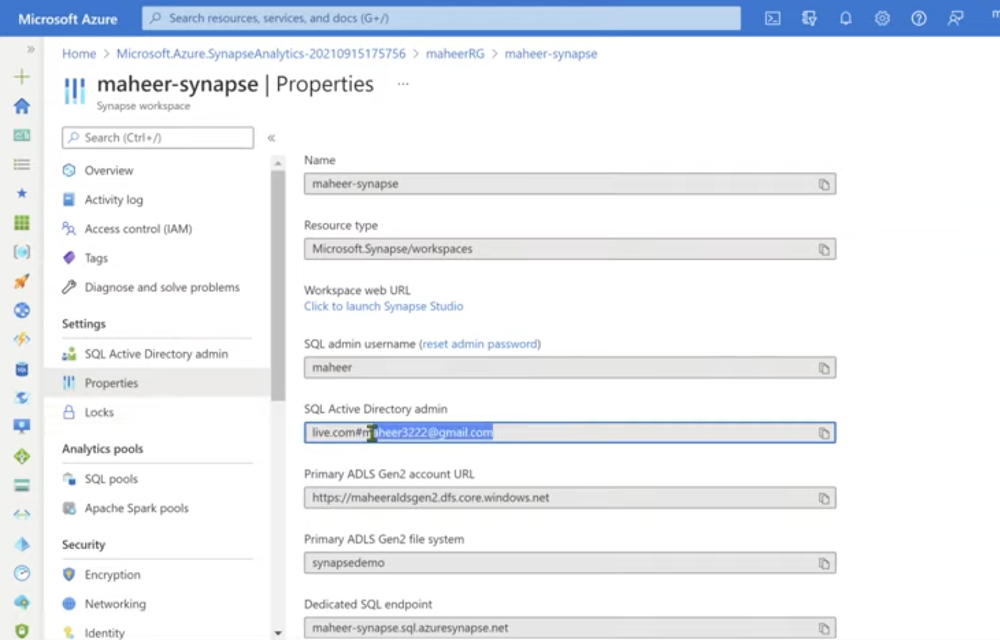 Microsoft Azure
Search resources, services, and docs (G+/)
Home > Microsoft.Azure.SynapseAnalytics-20210915175756 > maheerRG > maheer-synapse
maheer-synapse | Properties ...
Synapse workspace
Search (Ctrl+/)
Overview
Activity log
Access control (IAM)
Tags
Diagnose and solve problems
Settings
SQL Active Directory admin
Properties
Locks
Analytics pools
SQL pools
Apache Spark pools
Security
Encryption
Networking
Identity
Name
maheer-synapse
Resource type
Microsoft.Synapse/workspaces
Workspace web URL
Click to launch Synapse Studio
SQL admin username (reset admin password)
maheer
SQL Active Directory admin
live.com#maheer3222@gmail.com
Primary ADLS Gen2 account URL
https://maheeraldsgen2.dfs.core.windows.net
Primary ADLS Gen2 file system
synapsedemo
Dedicated SQL endpoint
maheer-synapse.sql.azuresynapse.net